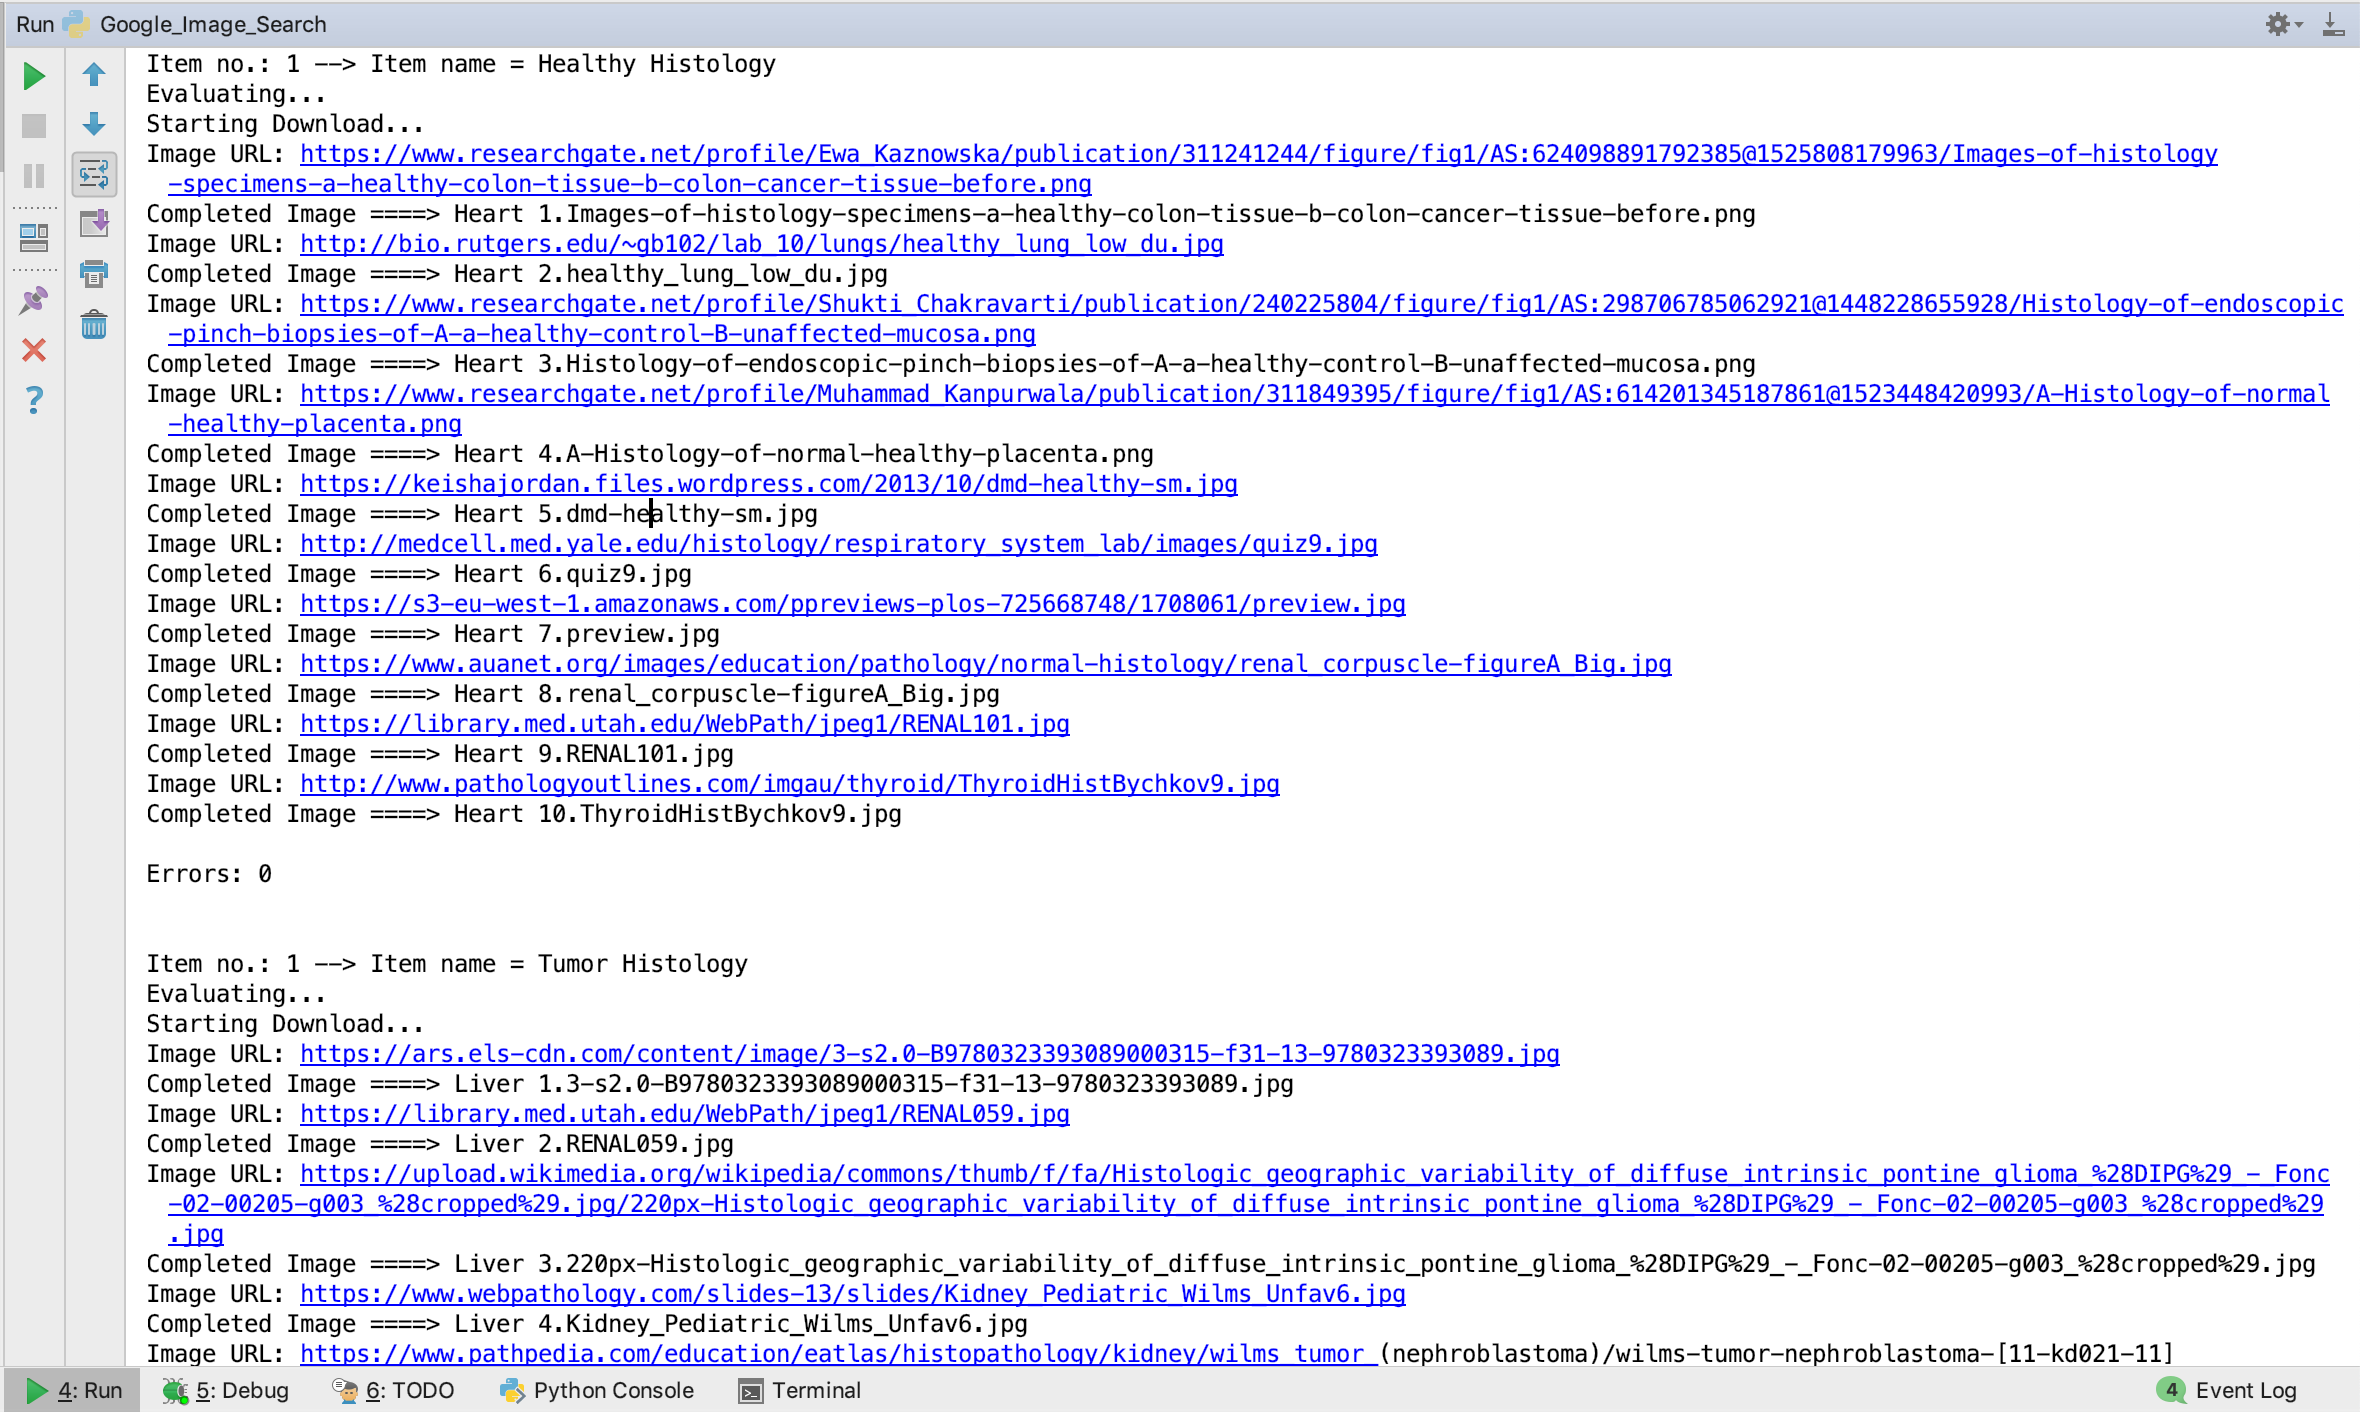 Run Google_Image_Search
Item no.: 1 --> Item name = Healthy Histology
Evaluating...
Starting Download...
Image URL: https://www.researchgate.net/profile/Ewa_Kaznowska/publication/311241244/figure/fig1/AS:624098891792385@1525808179963/Images-of-histology
-specimens-a-healthy-colon-tissue-b-colon-cancer-tissue-before.png
Completed Image ====> Heart 1.Images-of-histology-specimens-a-healthy-colon-tissue-b-colon-cancer-tissue-before.png
Image URL: http://bio.rutgers.edu/~gb102/lab_10/lungs/healthy_lung_low_du.jpg
Completed Image ====> Heart 2.healthy_lung_low_du.jpg
Image URL: https://www.researchgate.net/profile/Shukti_Chakravarti/publication/240225804/figure/fig1/AS:298706785062921@1448228655928/Histology-of-endoscopic
-pinch-biopsies-of-A-a-healthy-control-B-unaffected-mucosa.png
Completed Image ====> Heart 3.Histology-of-endoscopic-pinch-biopsies-of-A-a-healthy-control-B-unaffected-mucosa.png
Image URL: https://www.researchgate.net/profile/Muhammad_Kanpurwala/publication/311849395/figure/fig1/AS:614201345187861@1523448420993/A-Histology-of-normal
-healthy-placenta.png
Completed Image ====> Heart 4.A-Histology-of-normal-healthy-placenta.png
Image URL: https://keishajordan.files.wordpress.com/2013/10/dmd-healthy-sm.jpg
Completed Image ====> Heart 5.dmd-healthy-sm.jpg
Image URL: http://medcell.med.yale.edu/histology/respiratory_system_lab/images/quiz9.jpg
Completed Image ====> Heart 6.quiz9.jpg
Image URL: https://s3-eu-west-1.amazonaws.com/ppreviews-plos-725668748/1708061/preview.jpg
Completed Image ====> Heart 7.preview.jpg
Image URL: https://www.auanet.org/images/education/pathology/normal-histology/renal_corpuscle-figureA_Big.jpg
Completed Image ====> Heart 8.renal_corpuscle-figureA_Big.jpg
Image URL: https://library.med.utah.edu/WebPath/jpeg1/RENAL101.jpg
Completed Image ====> Heart 9.RENAL101.jpg
Image URL: http://www.pathologyoutlines.com/imgau/thyroid/ThyroidHistBychkov9.jpg
Completed Image ====> Heart 10.ThyroidHistBychkov9.jpg
Errors: 0
Item no.: 1 --> Item name = Tumor Histology
Evaluating...
Starting Download...
Image URL: https://ars.els-cdn.com/content/image/3-s2.0-B9780323393089000315-f31-13-9780323393089.jpg
Completed Image ====> Liver 1.3-s2.0-B9780323393089000315-f31-13-9780323393089.jpg
Image URL: https://library.med.utah.edu/WebPath/jpeg1/RENAL059.jpg
Completed Image ====> Liver 2.RENAL059.jpg
Image URL: https://upload.wikimedia.org/wikipedia/commons/thumb/f/fa/Histologic_geographic_variability_of_diffuse_intrinsic_pontine_glioma_%28DIPG%29_-_Fonc
-02-00205-g003_%28cropped%29.jpg/220px-Histologic_geographic_variability_of_diffuse_intrinsic_pontine_glioma_%28DIPG%29_-_Fonc-02-00205-g003_%28cropped%29
.jpg
Completed Image ====> Liver 3.220px-Histologic_geographic_variability_of_diffuse_intrinsic_pontine_glioma_%28DIPG%29_-_Fonc-02-00205-g003_%28cropped%29.jpg
Image URL: https://www.webpathology.com/slides-13/slides/Kidney_Pediatric_Wilms_Unfav6.jpg
Completed Image ====> Liver 4.Kidney_Pediatric_Wilms_Unfav6.jpg
Image URL: https://www.pathpedia.com/education/eatlas/histopathology/kidney/wilms_tumor_(nephroblastoma)/wilms-tumor-nephroblastoma-[11-kd021-11]
4: Run 5: Debug 6: TODO Python Console Terminal 4 Event Log